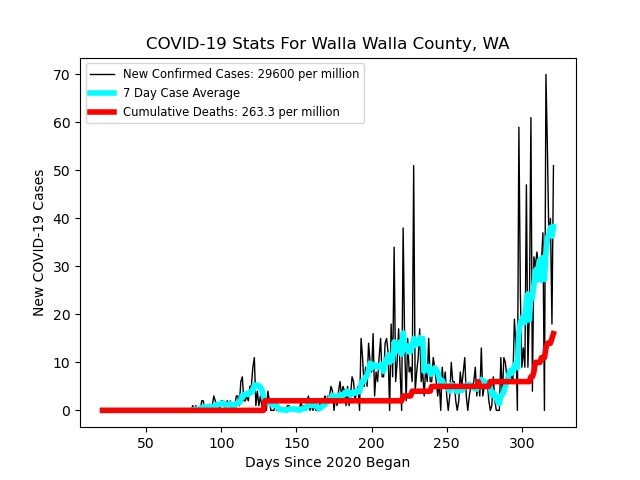 COVID-19 Stats For Walla Walla County, WA
New Confirmed Cases: 29600 per million
7 Day Case Average
Cumulative Deaths: 263.3 per million
New COVID-19 Cases
70
60
50
40
30
20
10
0
50 100 150 200 250 300
Days Since 2020 Began